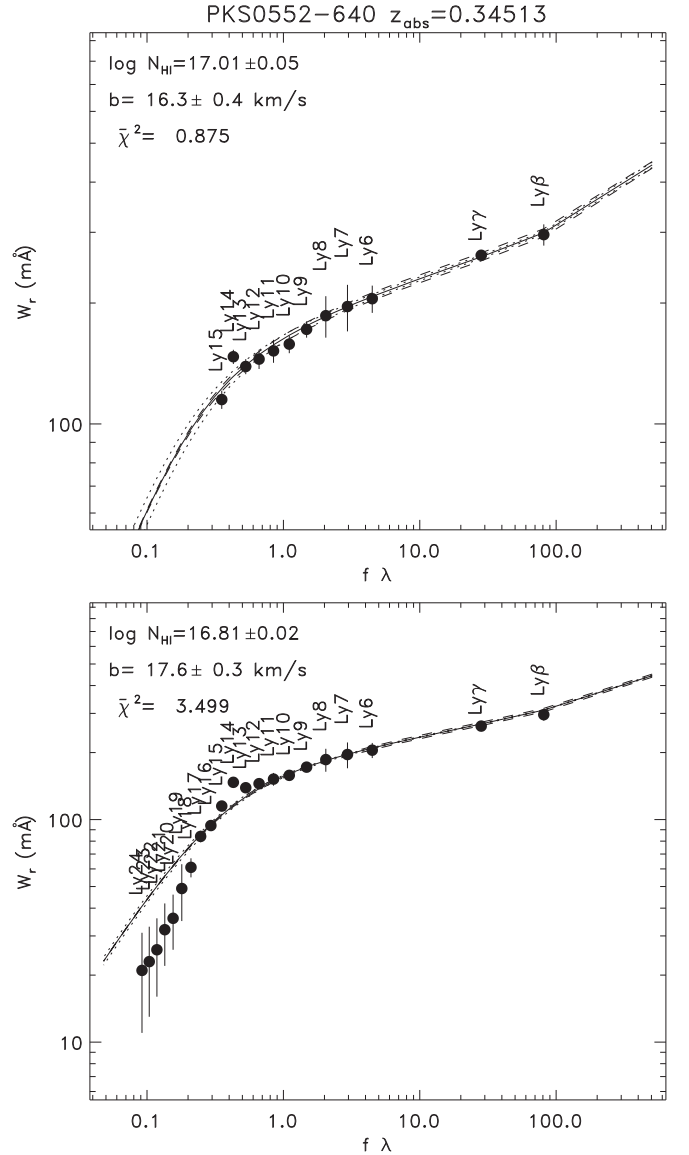 PKS0552−640 z_abs=0.34513
log N_HI=17.01±0.05
b= 16.3± 0.4 km/s
χ̄²= 0.875
Ly15
Ly14
Ly13
Ly12
Ly11
Ly10
Ly9
Ly8
Ly7
Ly6
Lyγ
Lyβ
W_r (mÅ)
100
0.1 1.0 10.0 100.0
f λ
log N_HI=16.81±0.02
b= 17.6± 0.3 km/s
χ̄²= 3.499
Ly24
Ly20
Ly19
Ly18
Ly17
Ly16
Ly15
Ly14
Ly13
Ly12
Ly11
Ly10
Ly9
Ly8
Ly7
Ly6
Lyγ
Lyβ
W_r (mÅ)
100
10
0.1 1.0 10.0 100.0
f λ